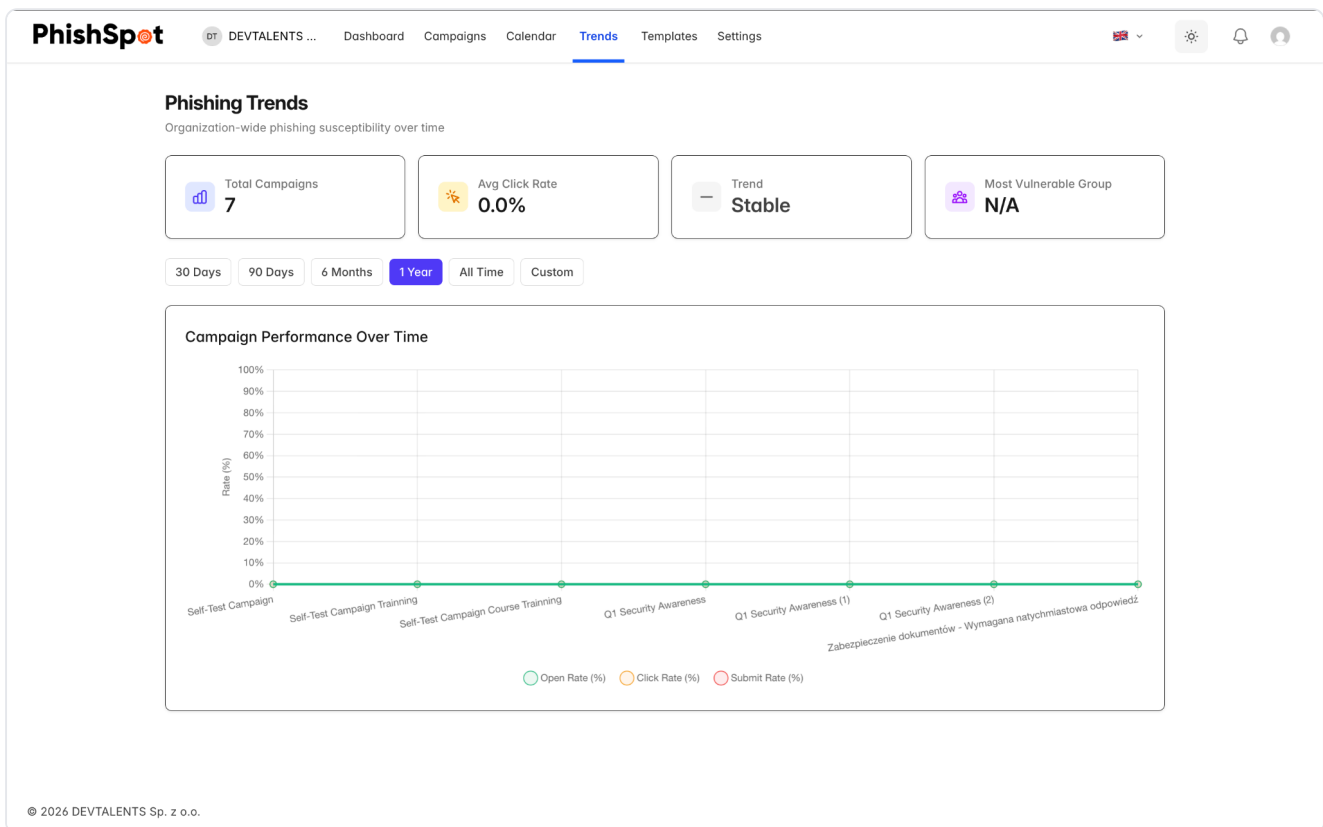 PhishSpot
DT DEVTALENTS ... Dashboard Campaigns Calendar Trends Templates Settings
Phishing Trends
Organization-wide phishing susceptibility over time
Total Campaigns
7
Avg Click Rate
0.0%
Trend
Stable
Most Vulnerable Group
N/A
30 Days 90 Days 6 Months 1 Year All Time Custom
Campaign Performance Over Time
100%
90%
80%
70%
60%
50%
40%
30%
20%
10%
0%
Rate (%)
Self-Test Campaign
Self-Test Campaign Trainning
Self-Test Campaign Course Trainning
Q1 Security Awareness
Q1 Security Awareness (1)
Q1 Security Awareness (2)
Zabezpieczenie dokumentów - Wymagana natychmiastowa odpowiedź
Open Rate (%) Click Rate (%) Submit Rate (%)
© 2026 DEVTALENTS Sp. z o.o.